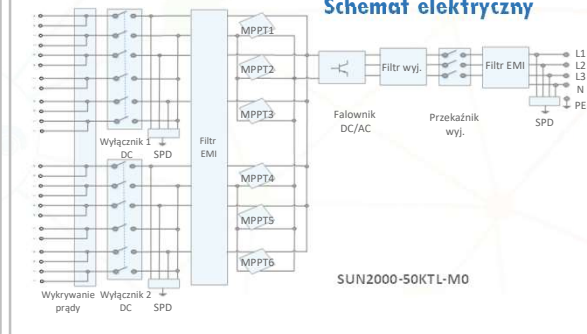 Schemat elektryczny
MPPT1
MPPT2
MPPT3
MPPT4
MPPT5
MPPT6
Wyłącznik 1
DC
SPD
Filtr
EMI
Falownik
DC/AC
Filtr wyj.
Przekaźnik
wyj.
Filtr EMI
SPD
L1
L2
L3
N
PE
Wykrywanie
prądy
Wyłącznik 2
DC
SPD
SUN2000-50KTL-M0